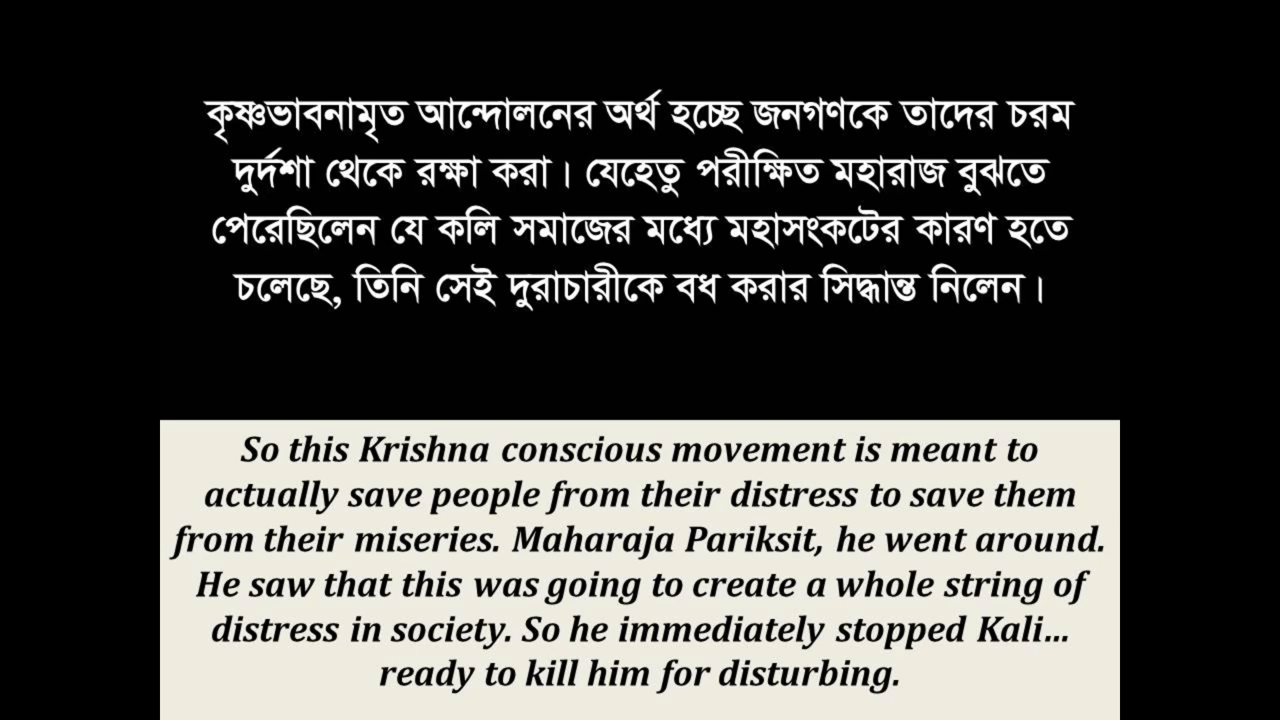 কৃষ্ণভাবনামৃত আন্দোলনের অর্থ হচ্ছে জনগণকে তাদের চরম
দুর্দশা থেকে রক্ষা করা। যেহেতু পরীক্ষিত মহারাজ বুঝতে
পেরেছিলেন যে কলি সমাজের মধ্যে মহাসংকটের কারণ হতে
চলেছে, তিনি সেই দুরাচারীকে বধ করার সিদ্ধান্ত নিলেন।
So this Krishna conscious movement is meant to
actually save people from their distress to save them
from their miseries. Maharaja Pariksit, he went around.
He saw that this was going to create a whole string of
distress in society. So he immediately stopped Kali...
ready to kill him for disturbing.